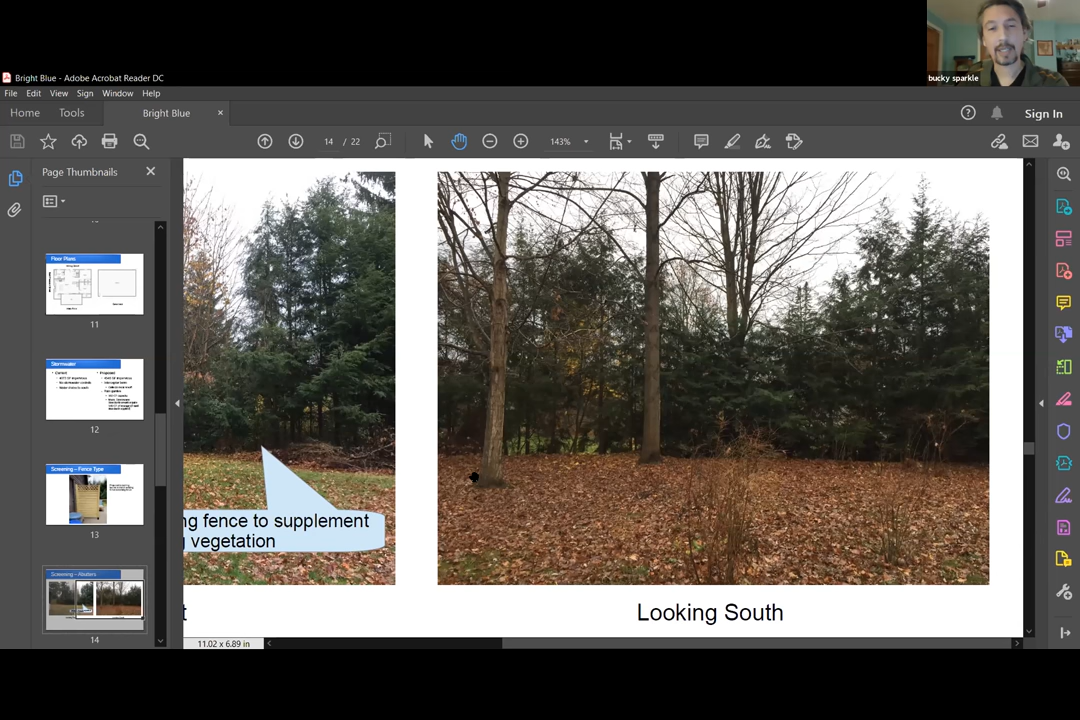 bucky sparkle
Bright Blue - Adobe Acrobat Reader DC
File Edit View Sign Window Help
Home Tools Bright Blue ×
14 / 22 143% Sign In
Page Thumbnails
Floor Plans
11
Stormwater
Current
Proposed
12
Screening – Fence Type
13
Screening – Abutters
14
ng fence to supplement
g vegetation
t
Looking South
11.02 x 6.89 in